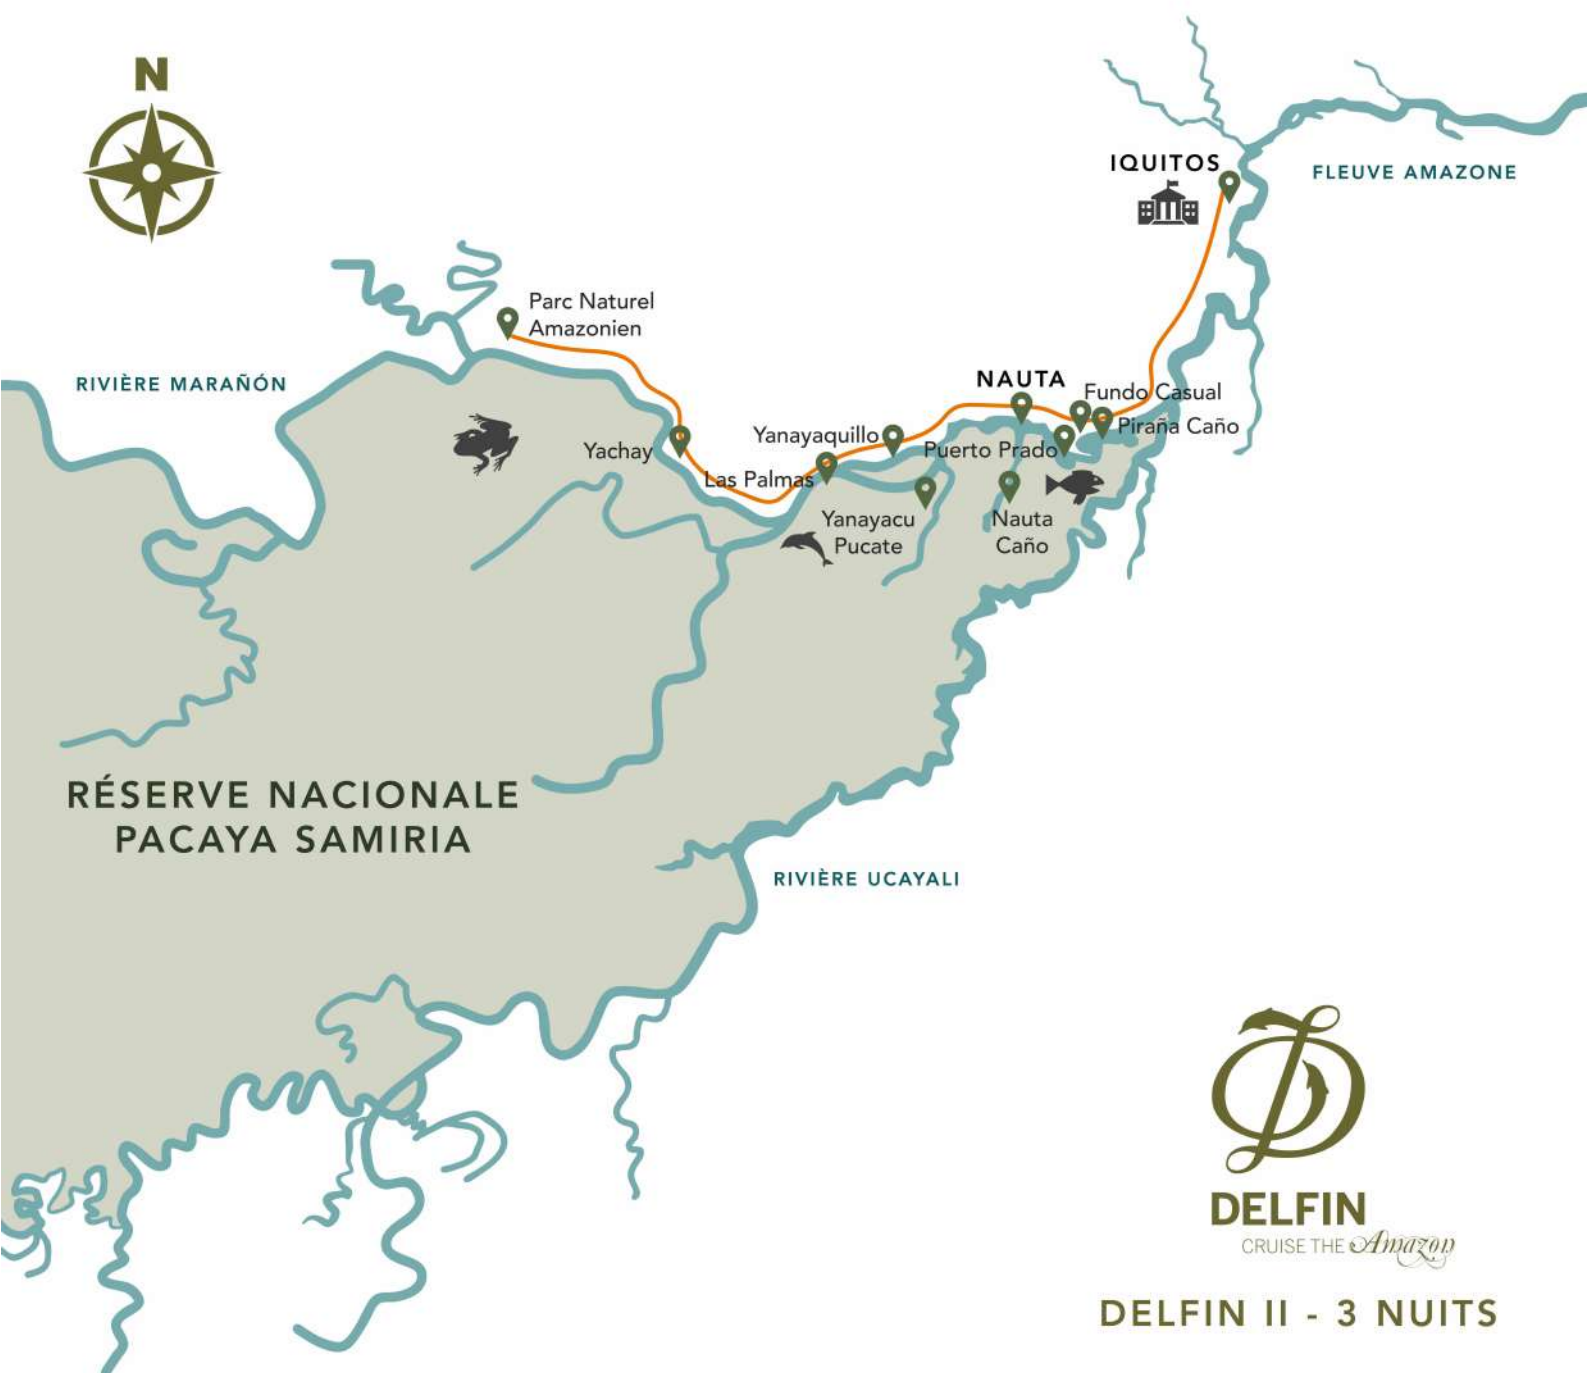 N
IQUITOS
FLEUVE AMAZONE
Parc Naturel
Amazonien
RIVIÈRE MARAÑÓN
NAUTA
Fundo Casual
Piraña Caño
Yanayaquillo
Puerto Prado
Yachay
Las Palmas
Yanayacu
Pucate
Nauta
Caño
RÉSERVE NACIONALE
PACAYA SAMIRIA
RIVIÈRE UCAYALI
DELFIN
CRUISE THE Amazon
DELFIN II - 3 NUITS